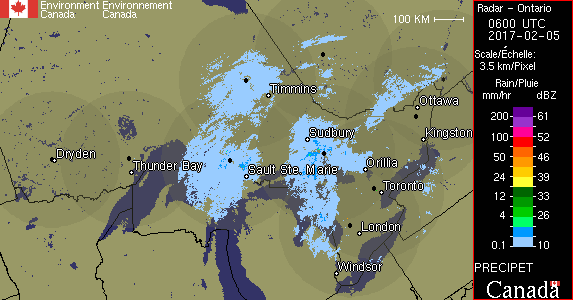 Environment Environnement
Canada Canada
100 KM
Timmins
Ottawa
Sudbury
Kingston
Dryden
Thunder Bay
Sault Ste. Marie
Orillia
Toronto
London
Windsor
Radar - Ontario
0600 UTC
2017-02-05
Scale/Échelle:
3.5 km/Pixel
Rain/Pluie
mm/hr dBZ
200 61
100 52
50 46
24 39
12 33
4 26
0.1 10
PRECIPET
Canada